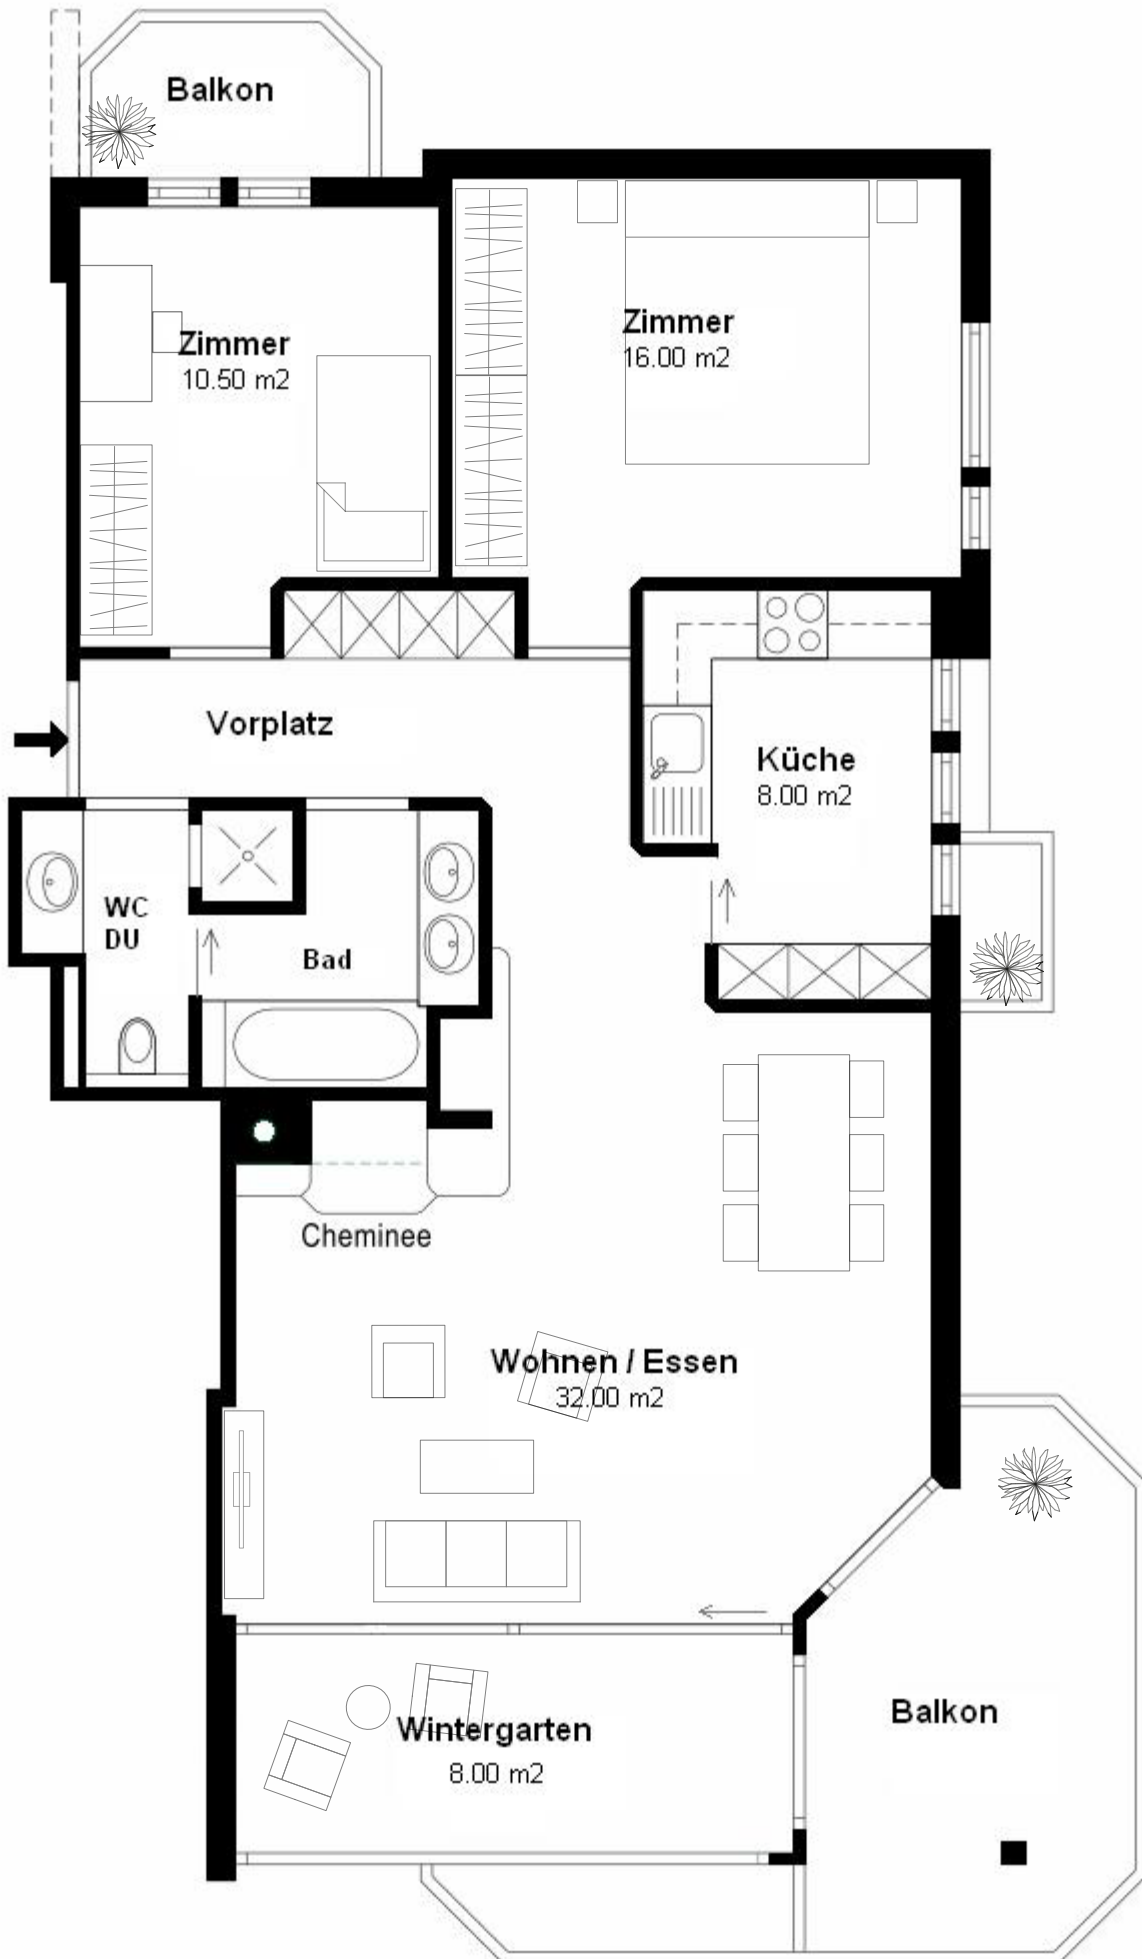 Balkon
Zimmer
16.00 m2
Zimmer
10.50 m2
Vorplatz
Küche
8.00 m2
WC
DU
Bad
Cheminee
Wohnen / Essen
32.00 m2
Balkon
Wintergarten
8.00 m2